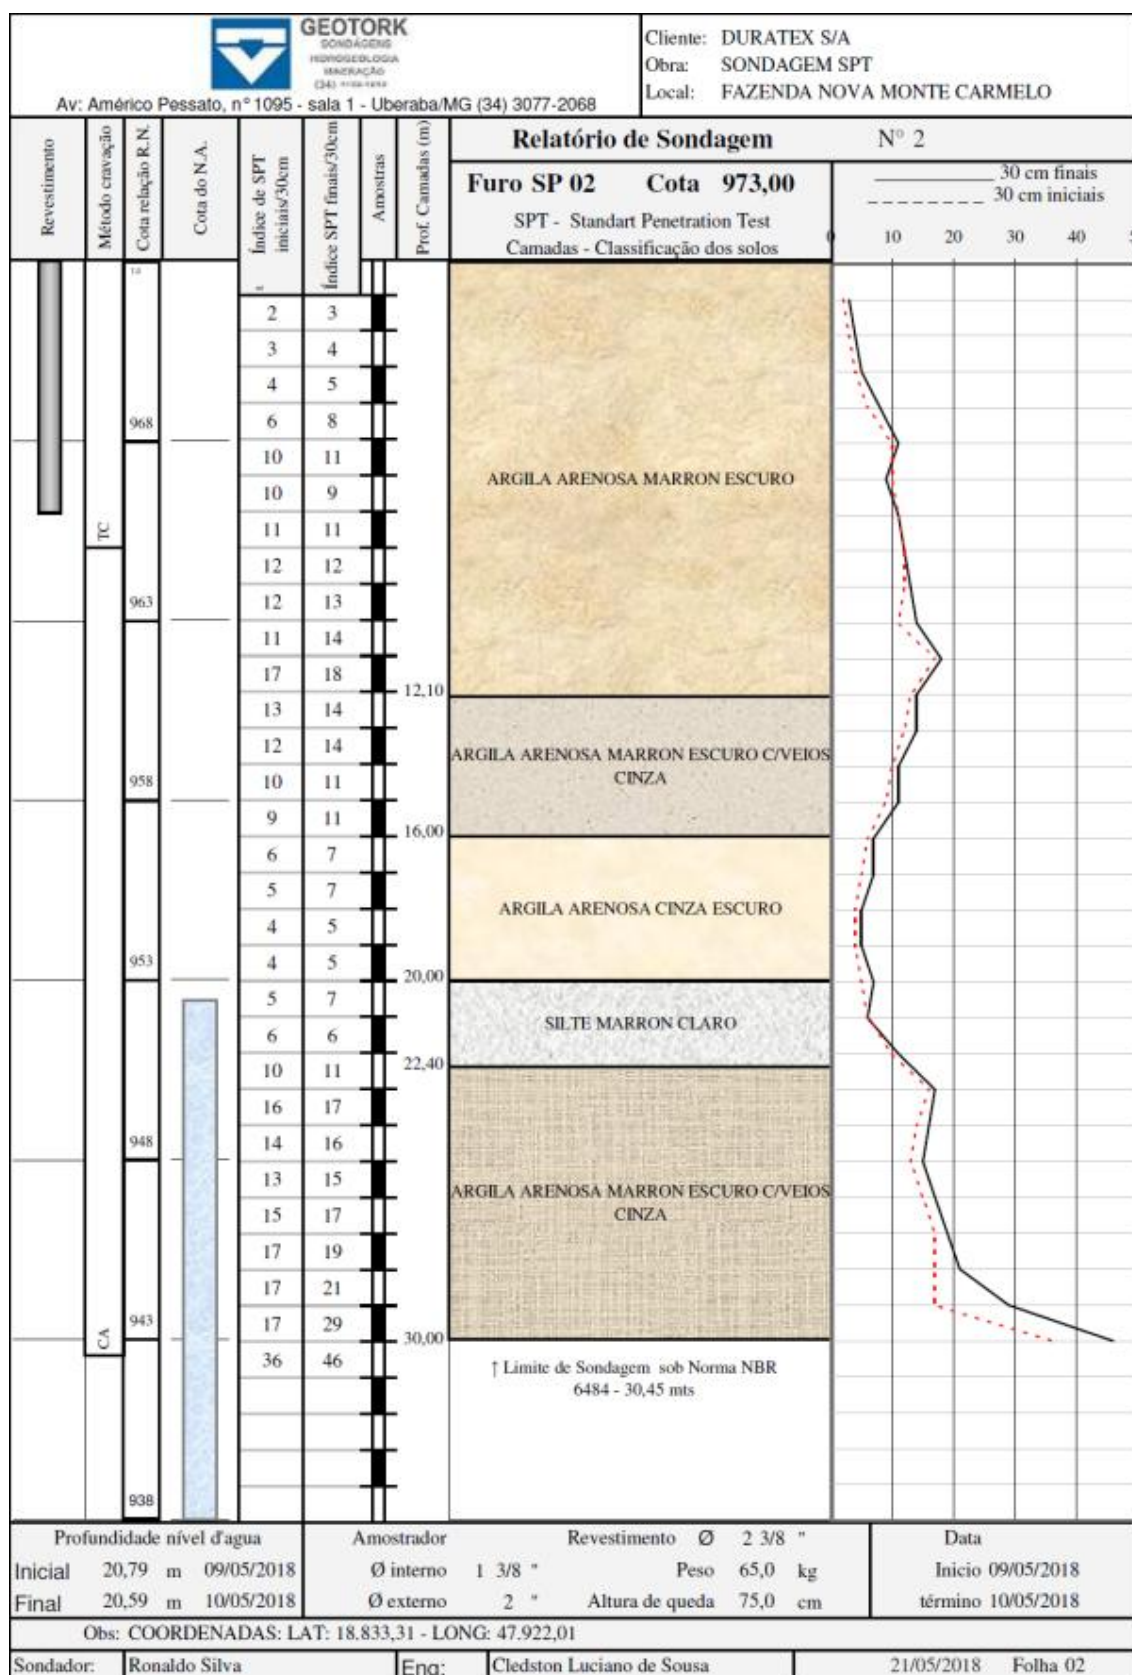 GEOTORK
SONDAGENS
HIDROGEOLOGIA
MINERAÇÃO
Av: Américo Pessato, n° 1095 - sala 1 - Uberaba/MG (34) 3077-2068
Cliente: DURATEX S/A
Obra: SONDAGEM SPT
Local: FAZENDA NOVA MONTE CARMELO
Revestimento
Método cravação
Cota relação R.N.
Cota do N.A.
Índice de SPT iniciais/30cm
Índice SPT finais/30cm
Amostras
Prof. Camadas (m)
Relatório de Sondagem N° 2
Furo SP 02 Cota 973,00
SPT - Standart Penetration Test
Camadas - Classificação dos solos
30 cm finais
30 cm iniciais
0 10 20 30 40
2 3
3 4
4 5
968 6 8
10 11
ARGILA ARENOSA MARRON ESCURO
10 9
TC 11 11
12 12
963 12 13
11 14
17 18
12,10
13 14
12 14
ARGILA ARENOSA MARRON ESCURO C/VEIOS
CINZA
958 10 11
9 11
16,00
6 7
5 7
ARGILA ARENOSA CINZA ESCURO
4 5
953 4 5
20,00
5 7
SILTE MARRON CLARO
6 6
22,40
10 11
16 17
948 14 16
13 15
ARGILA ARENOSA MARRON ESCURO C/VEIOS
CINZA
15 17
17 19
17 21
943 17 29
CA 30,00
36 46
↑ Limite de Sondagem sob Norma NBR
6484 - 30,45 mts
938
Profundidade nível d'agua
Inicial 20,79 m 09/05/2018
Final 20,59 m 10/05/2018
Amostrador Revestimento Ø 2 3/8 "
Ø interno 1 3/8 " Peso 65,0 kg
Ø externo 2 " Altura de queda 75,0 cm
Data
Inicio 09/05/2018
término 10/05/2018
Obs: COORDENADAS: LAT: 18.833,31 - LONG: 47.922,01
Sondador: Ronaldo Silva Eng: Cledston Luciano de Sousa 21/05/2018 Folha 02